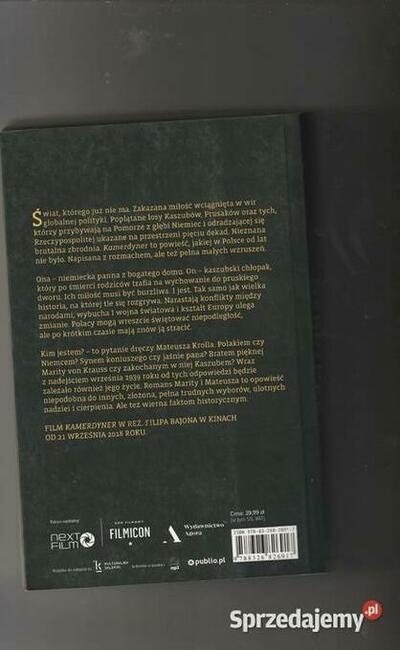 Świat, którego już nie ma. Zakazana miłość wciągnięta w wir
globalnej polityki. Poplątane losy Kaszubów, Prusaków oraz tych,
którzy przybywają na Pomorze z głębi Niemiec i odradzającej się
Rzeczypospolitej ukazane na przestrzeni pięciu dekad. Nieznana
brutalna zbrodnia. Kamerdyner to powieść, jakiej w Polsce od lat
nie było. Napisana z rozmachem, ale też pełna małych wzruszeń.
Ona – niemiecka panna z bogatego domu. On – kaszubski chłopak,
który po śmierci rodziców trafia na wychowanie do pruskiego
dworu. Ich miłość musi być burzliwa. I jest. Tak samo jak wielka
historia, na której tle się rozgrywa. Narastają konflikty między
narodami, wybucha I wojna światowa i kształt Europy ulega
zmianie. Polacy mogą wreszcie świętować niepodległość,
ale po krótkim czasie mają znów ją stracić.
Kim jestem? – to pytanie dręczy Mateusza Krolla. Polakiem czy
Niemcem? Synem koniuszego czy jaśnie pana? Bratem pięknej
Marity von Krauss czy zakochanym w niej Kaszubem? Wraz
z nadejściem września 1939 roku od tych odpowiedzi będzie
zależało również jego życie. Romans Marity i Mateusza to opowieść
niepodobna do innych, złożona, pełna trudnych wyborów, ulotnych
nadziei i cierpienia. Ale też wierna faktom historycznym.
FILM KAMERDYNER W REŻ. FILIPA BAJONA W KINACH
OD 21 WRZEŚNIA 2018 ROKU.
Cena: 39,99 zł
next FILM
FILMICON
Wydawnictwo
Agora
KULTURALNY
SKLEP.PL
mp3
publio.pl
Sprzedajemy.pl